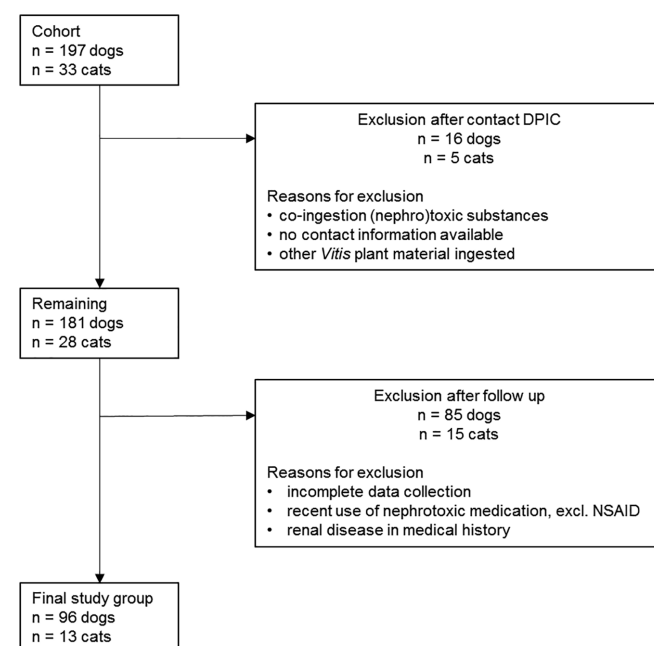 Cohort
n = 197 dogs
n = 33 cats
Exclusion after contact DPIC
n = 16 dogs
n = 5 cats
Reasons for exclusion
• co-ingestion (nephro)toxic substances
• no contact information available
• other Vitis plant material ingested
Remaining
n = 181 dogs
n = 28 cats
Exclusion after follow up
n = 85 dogs
n = 15 cats
Reasons for exclusion
• incomplete data collection
• recent use of nephrotoxic medication, excl. NSAID
• renal disease in medical history
Final study group
n = 96 dogs
n = 13 cats